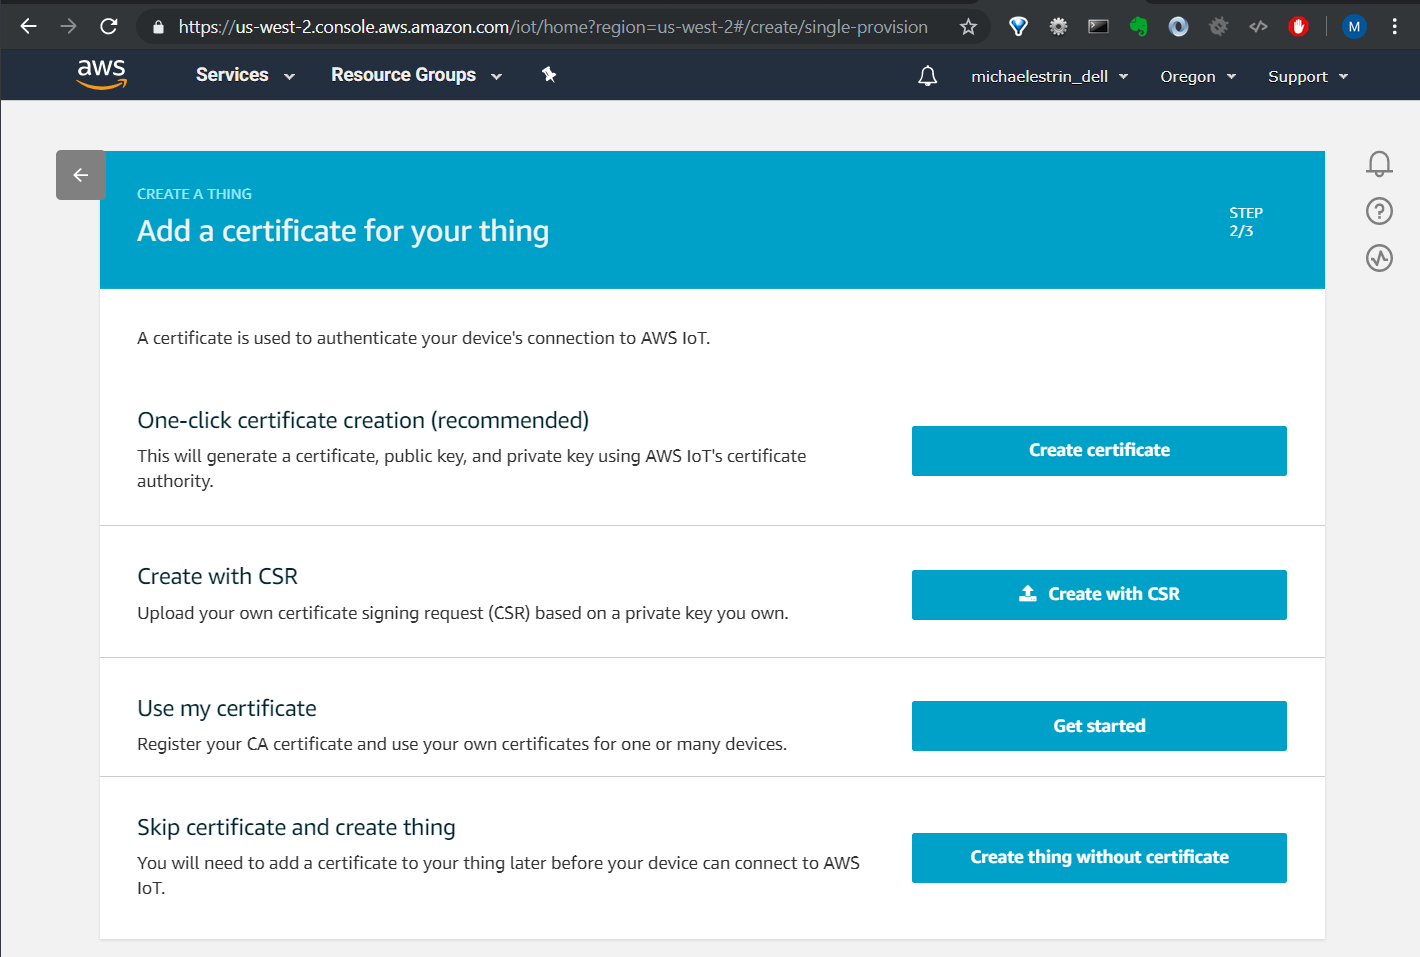 https://us-west-2.console.aws.amazon.com/iot/home?region=us-west-2#/create/single-provision
M
aws Services Resource Groups michaelestrin_dell Oregon Support
CREATE A THING
Add a certificate for your thing
STEP
2/3
A certificate is used to authenticate your device's connection to AWS IoT.
One-click certificate creation (recommended)
This will generate a certificate, public key, and private key using AWS IoT's certificate
authority.
Create certificate
Create with CSR
Upload your own certificate signing request (CSR) based on a private key you own.
Create with CSR
Use my certificate
Register your CA certificate and use your own certificates for one or many devices.
Get started
Skip certificate and create thing
You will need to add a certificate to your thing later before your device can connect to AWS
IoT.
Create thing without certificate